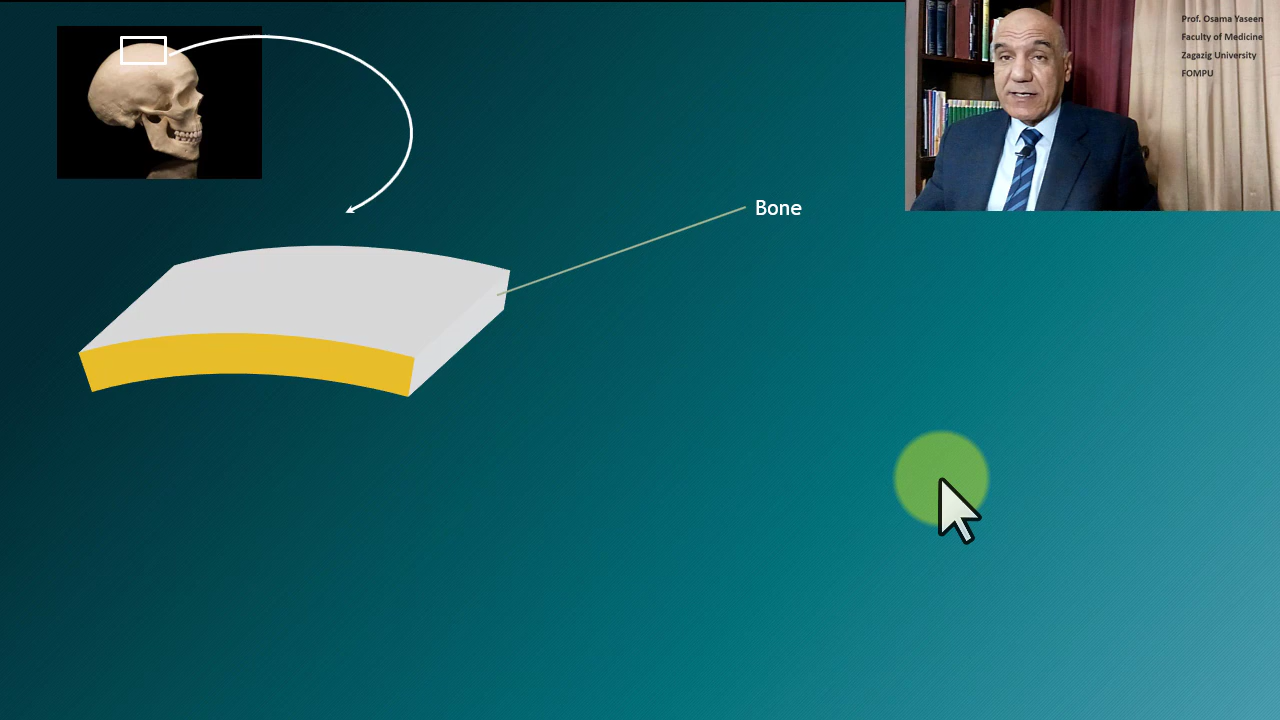 Prof. Osama Yaseen
Faculty of Medicine
Zagazig University
FOMPU
Bone